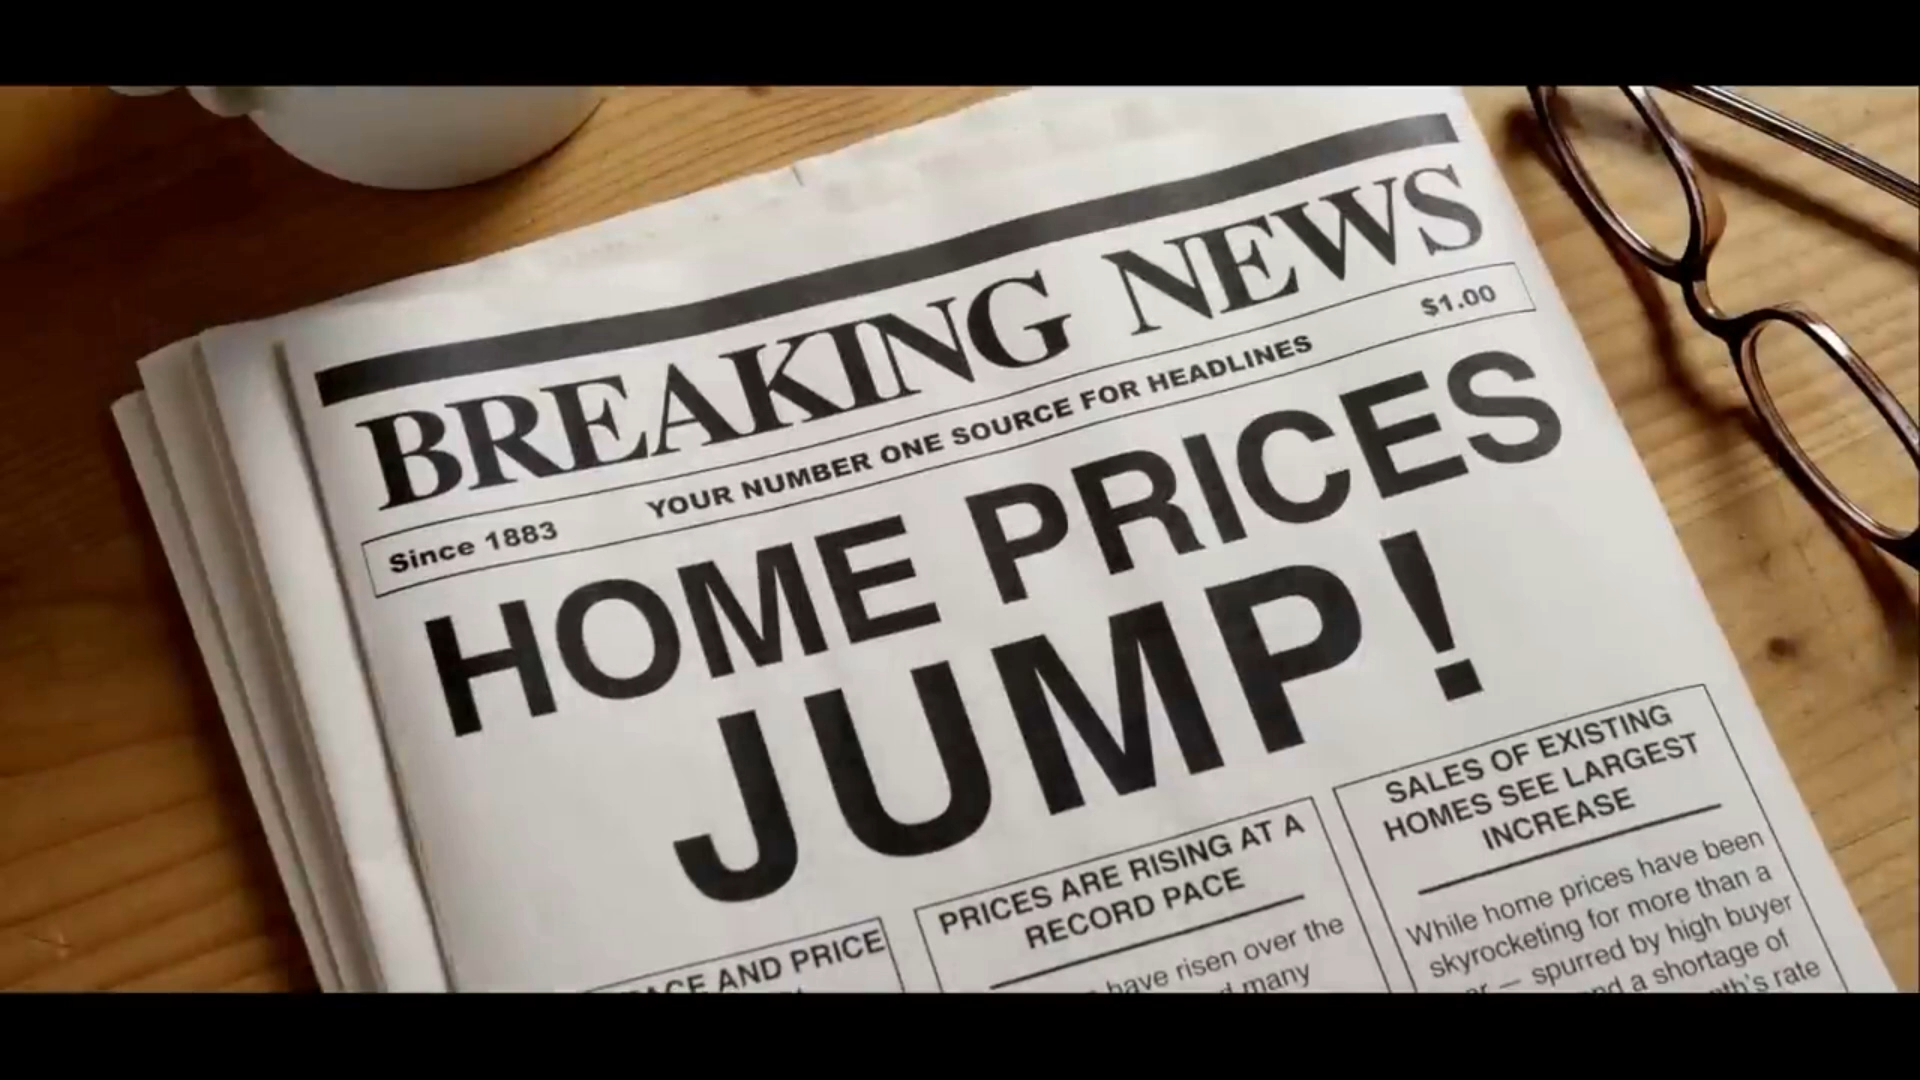 BREAKING NEWS
Since 1883 YOUR NUMBER ONE SOURCE FOR HEADLINES $1.00
HOME PRICES
JUMP!
AND PRICE
PRICES ARE RISING AT A
RECORD PACE
have risen over the
many
SALES OF EXISTING
HOMES SEE LARGEST
INCREASE
While home prices have been
skyrocketing for more than a
— spurred by high buyer
a shortage of
rate